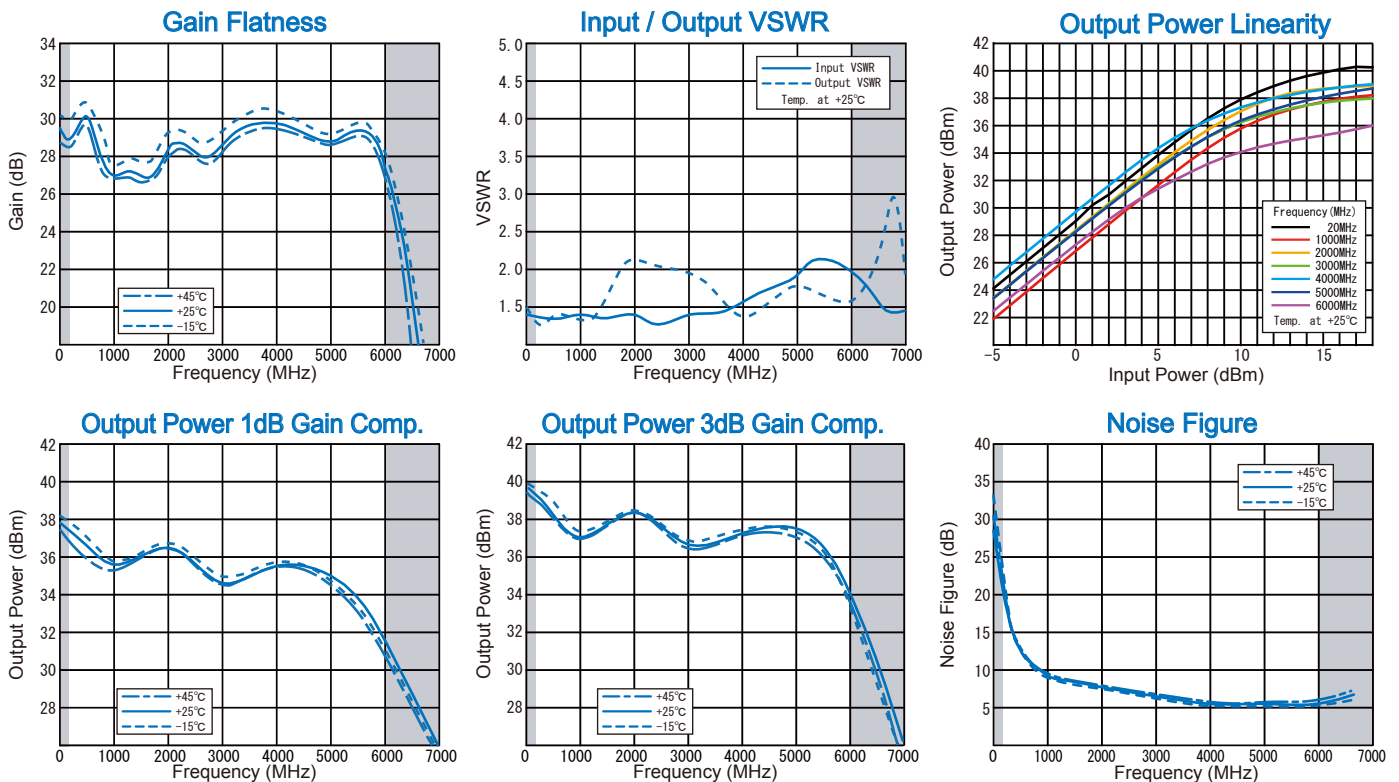 Gain Flatness
34
32
30
28
26
24
22
20
Gain (dB)
+45℃
+25℃
-15℃
0 1000 2000 3000 4000 5000 6000 7000
Frequency (MHz)
Input / Output VSWR
5.0
4.5
4.0
3.5
3.0
2.5
2.0
1.5
VSWR
Input VSWR
Output VSWR
Temp. at +25℃
0 1000 2000 3000 4000 5000 6000 7000
Frequency (MHz)
Output Power Linearity
42
40
38
36
34
32
30
28
26
24
22
Output Power (dBm)
Frequency(MHz)
20MHz
1000MHz
2000MHz
3000MHz
4000MHz
5000MHz
6000MHz
Temp. at +25℃
-5 0 5 10 15
Input Power (dBm)
Output Power 1dB Gain Comp.
42
40
38
36
34
32
30
28
Output Power (dBm)
+45℃
+25℃
-15℃
0 1000 2000 3000 4000 5000 6000 7000
Frequency (MHz)
Output Power 3dB Gain Comp.
42
40
38
36
34
32
30
28
Output Power (dBm)
+45℃
+25℃
-15℃
0 1000 2000 3000 4000 5000 6000 7000
Frequency (MHz)
Noise Figure
40
35
30
25
20
15
10
5
Noise Figure (dB)
+45℃
+25℃
-15℃
0 1000 2000 3000 4000 5000 6000 7000
Frequency (MHz)